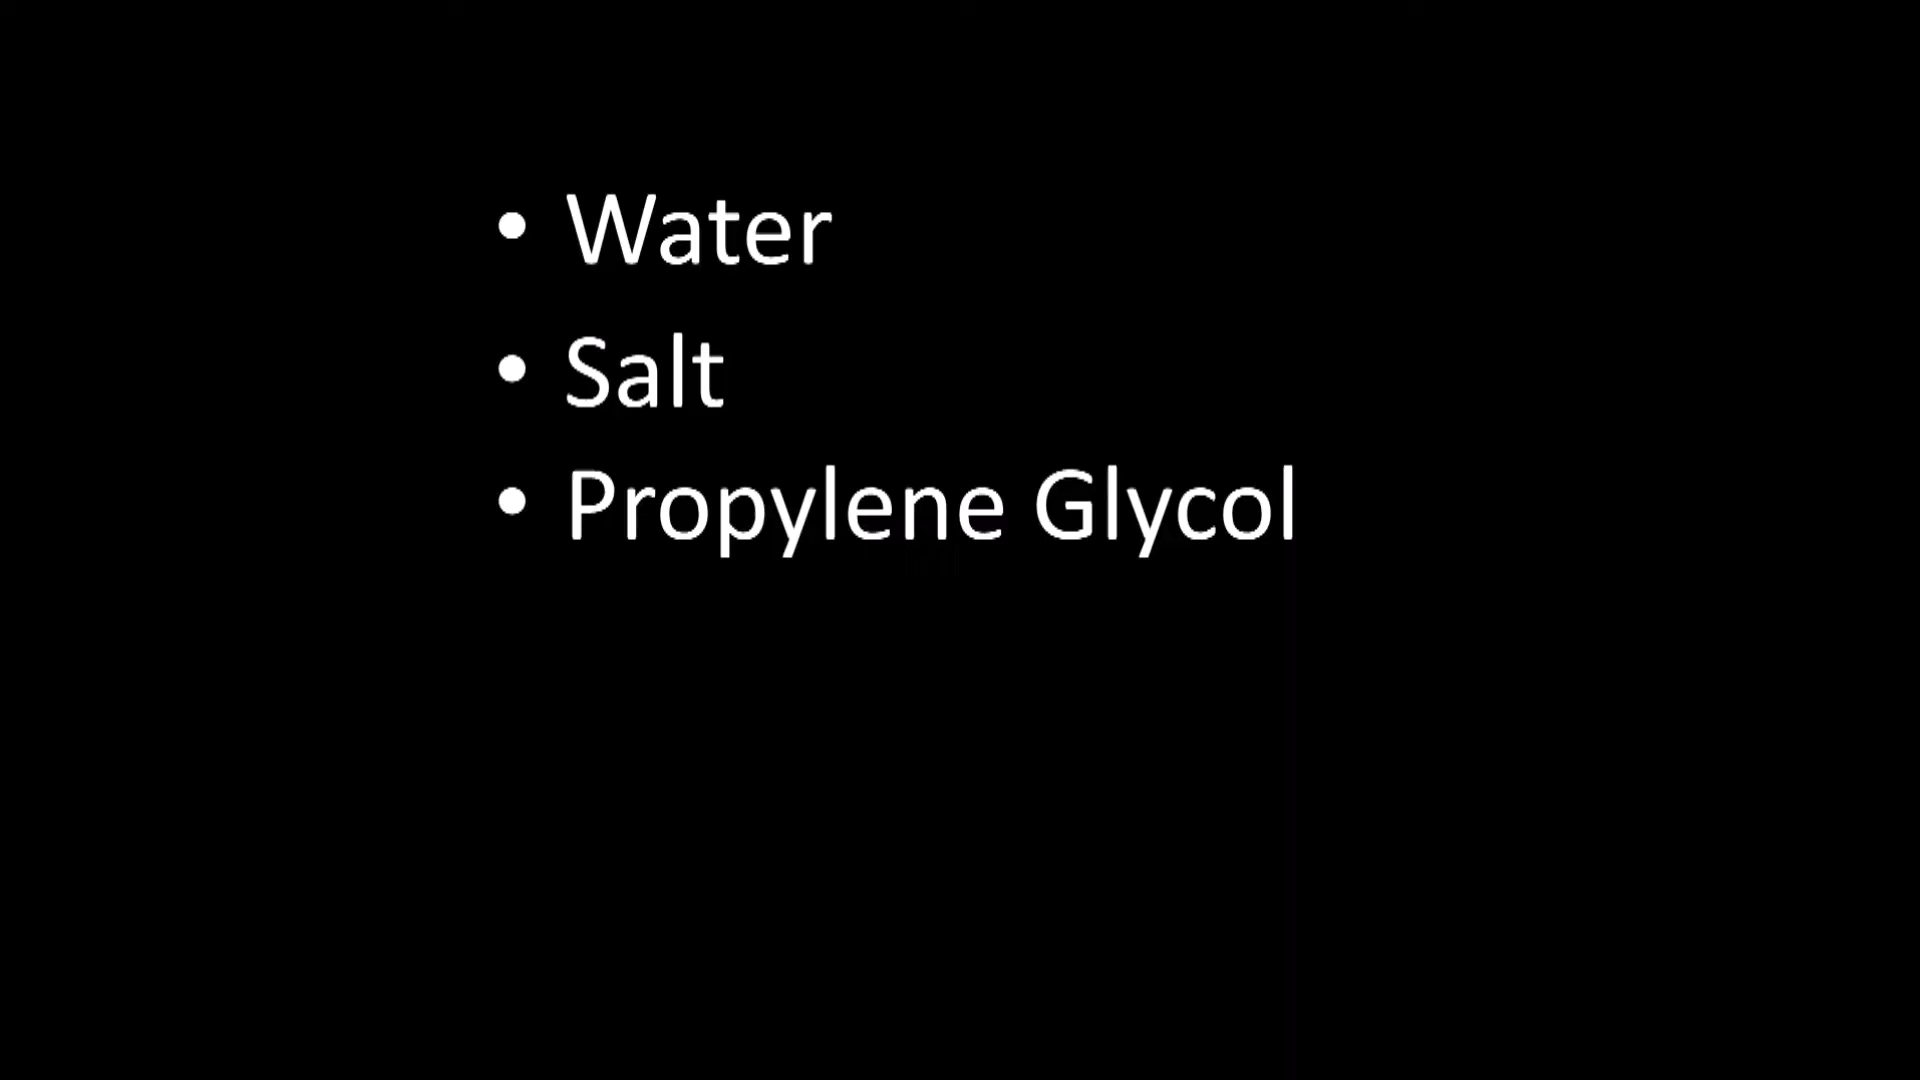 • Water
• Salt
• Propylene Glycol